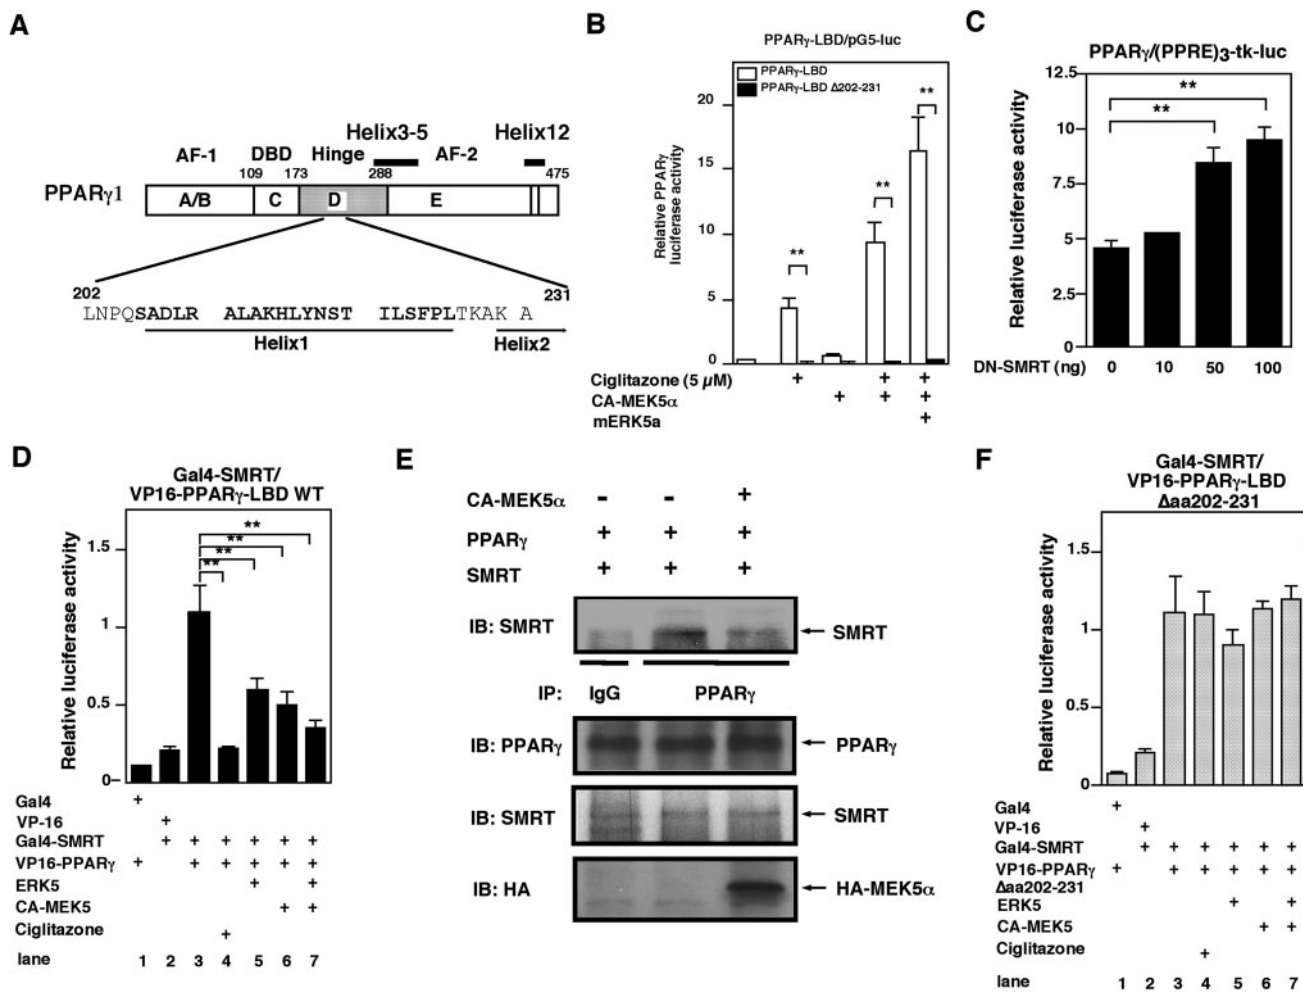 A
Helix3-5 Helix12
AF-1 DBD Hinge AF-2
109 173 288 475
PPARγ1 A/B C D E
202 231
LNPQSADLR ALAKHLYNST ILSFPLTKAK A
Helix1 Helix2
B
PPARγ-LBD/pG5-luc
PPARγ-LBD
PPARγ-LBD Δ202-231
Relative PPARγ
luciferase activity
20
15
10
5
0
**
**
**
Ciglitazone (5 µM) + + +
CA-MEK5α + + +
mERK5a +
C
PPARγ/(PPRE)3-tk-luc
Relative luciferase activity
12.5
10
7.5
5
2.5
0
**
**
DN-SMRT (ng) 0 10 50 100
D
Gal4-SMRT/
VP16-PPARγ-LBD WT
Relative luciferase activity
1.5
1
0.5
0
**
**
**
**
Gal4 +
VP-16 +
Gal4-SMRT + + + + + +
VP16-PPARγ + + + + + +
ERK5 + +
CA-MEK5 + +
Ciglitazone +
lane 1 2 3 4 5 6 7
E
CA-MEK5α - - +
PPARγ + + +
SMRT + + +
IB: SMRT SMRT
IP: IgG PPARγ
IB: PPARγ PPARγ
IB: SMRT SMRT
IB: HA HA-MEK5α
F
Gal4-SMRT/
VP16-PPARγ-LBD
Δaa202-231
Relative luciferase activity
1.5
1
0.5
0
Gal4 +
VP-16 +
Gal4-SMRT + + + + + +
VP16-PPARγ + + + + + +
Δaa202-231
ERK5 + +
CA-MEK5 + +
Ciglitazone +
lane 1 2 3 4 5 6 7